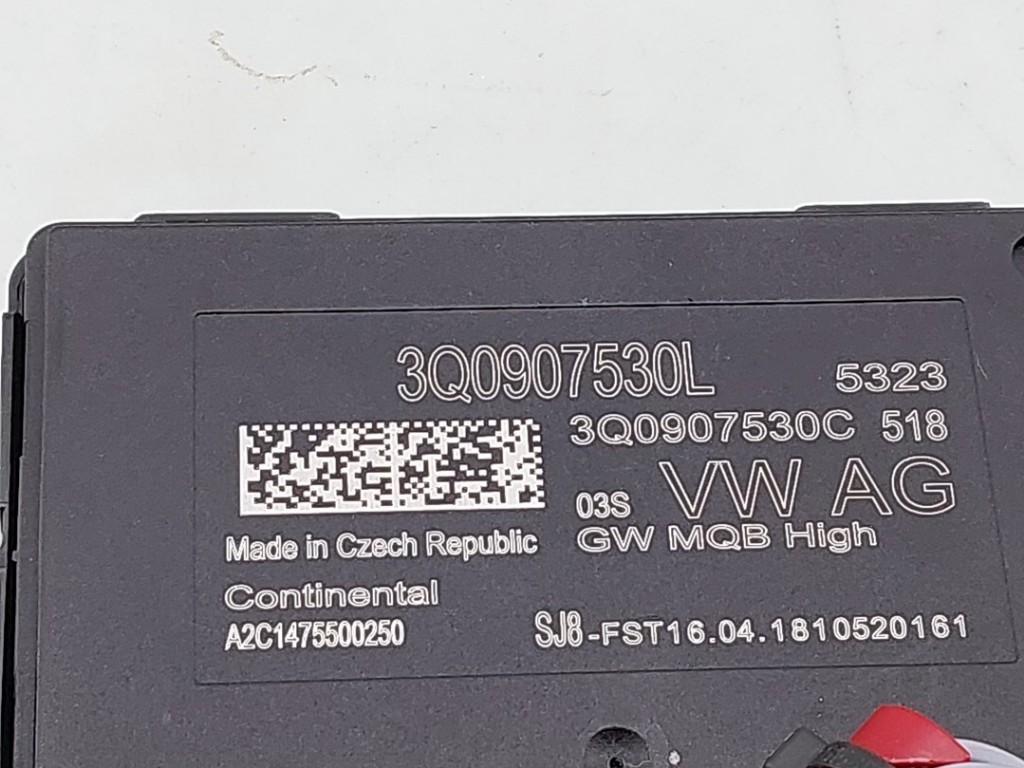 3Q0907530L 5323
3Q0907530C 518
03S VW AG
GW MQB High
Made in Czech Republic
Continental
A2C1475500250 SJ8-FST16.04.1810520161